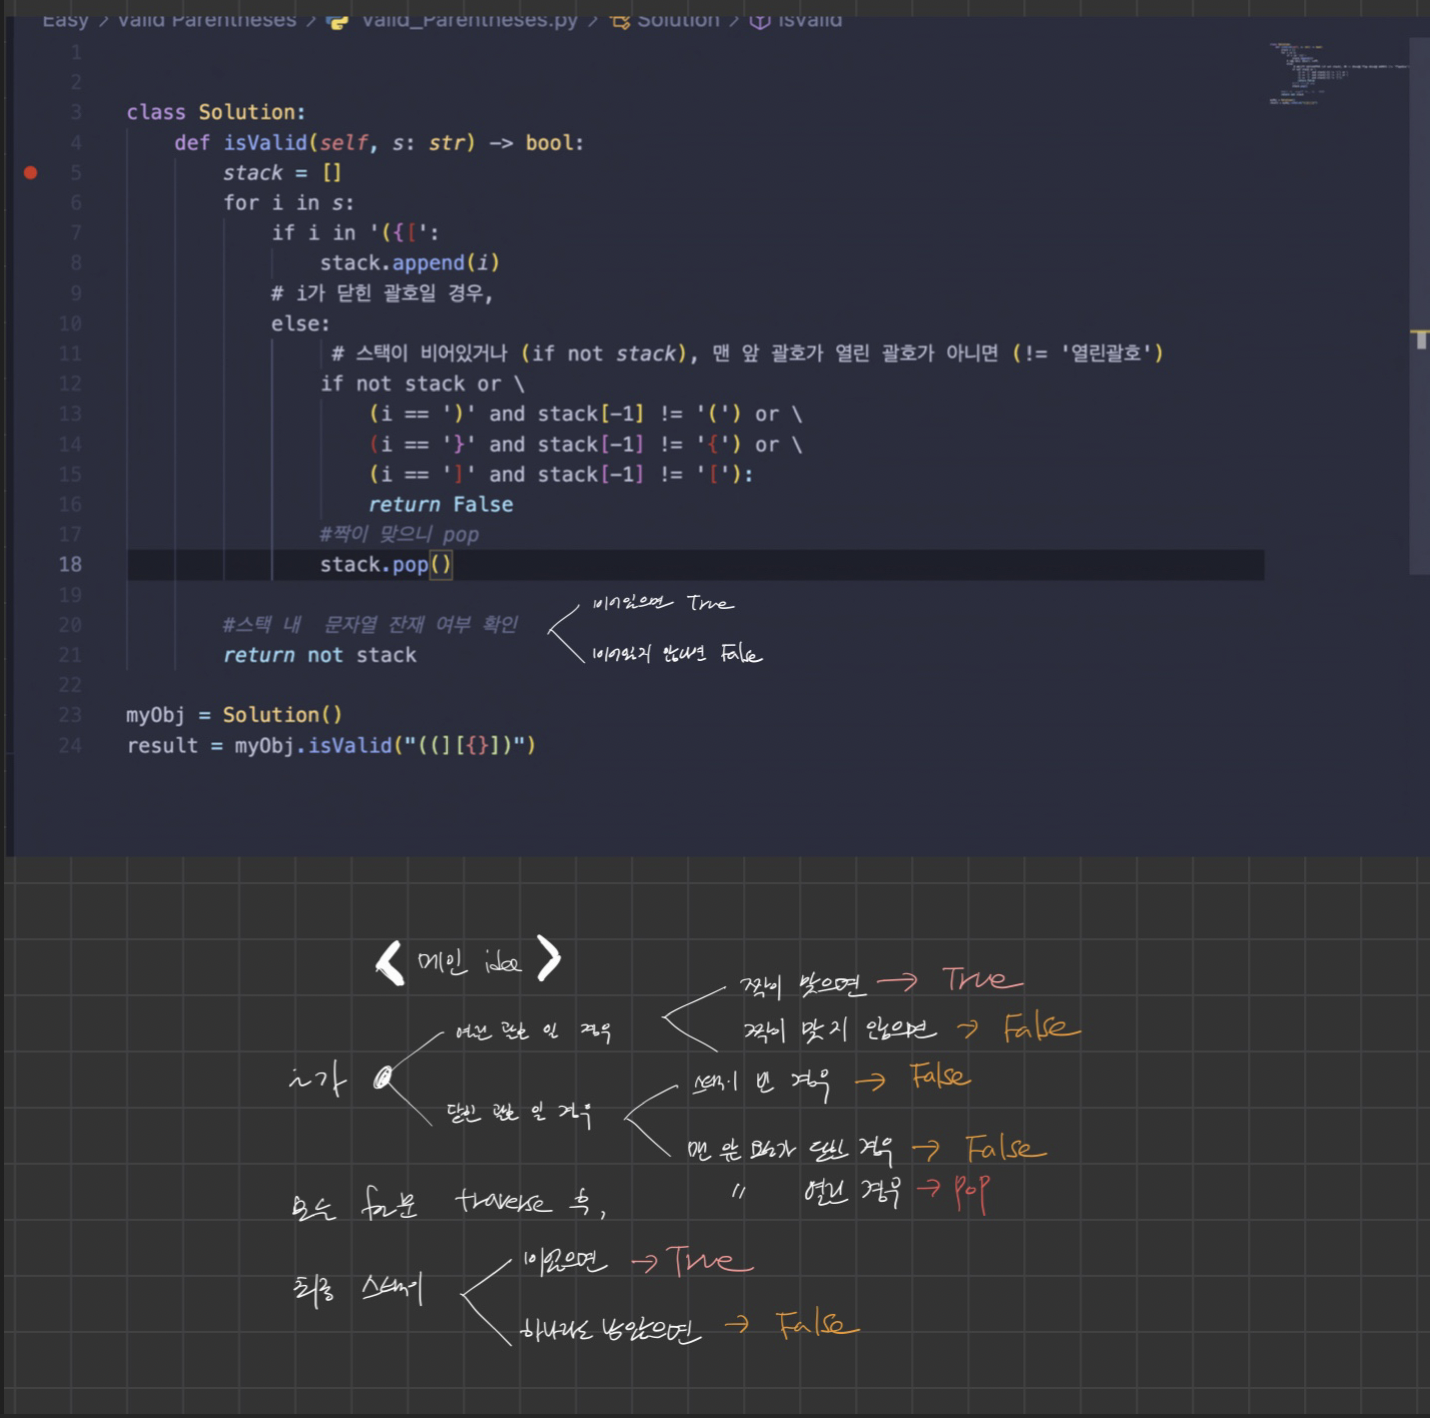 Easy > Valid Parentheses > Valid_Parentheses.py > Solution > isValid
1
2
3 class Solution:
4 def isValid(self, s: str) -> bool:
5 stack = []
6 for i in s:
7 if i in '({[':
8 stack.append(i)
9 # i가 닫힌 괄호일 경우,
10 else:
11 # 스택이 비어있거나 (if not stack), 맨 앞 괄호가 열린 괄호가 아니면 (!= '열린괄호')
12 if not stack or \
13 (i == ')' and stack[-1] != '(') or \
14 (i == '}' and stack[-1] != '{') or \
15 (i == ']' and stack[-1] != '['):
16 return False
17 #짝이 맞으니 pop
18 stack.pop()
19
비어있으면 True
20 #스택 내 문자열 잔재 여부 확인
21 return not stack
비어있지 않다면 False
22
23 myObj = Solution()
24 result = myObj.isValid("((][{}])")
< 메인 idea >
짝이 맞으면 → True
열린 괄호 일 경우
짝이 맞지 않으면 → False
i가
스택이 빈 경우 → False
닫힌 괄호 일 경우
맨 앞 괄호가 닫힌 경우 → False
" 열린 경우 → pop
모든 for문 traverse 후,
비었으면 → True
최종 스택이
하나라도 남았으면 → False